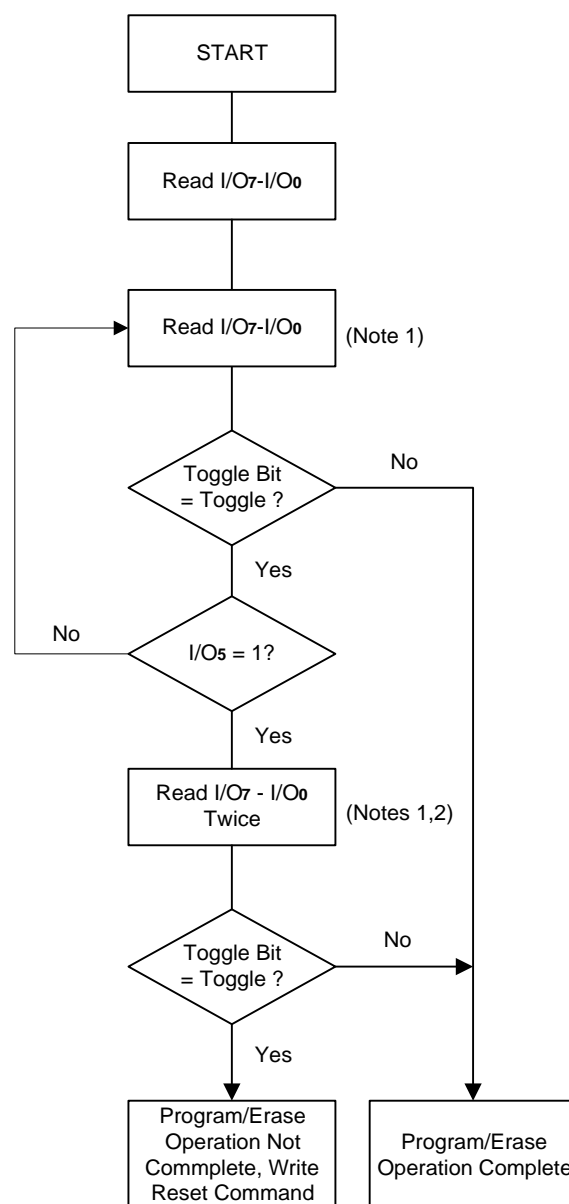 START
Read I/O7-I/O0
Read I/O7-I/O0
(Note 1)
Toggle Bit
= Toggle ?
No
Yes
No
I/O5 = 1?
Yes
Read I/O7 - I/O0
Twice
(Notes 1,2)
Toggle Bit
= Toggle ?
No
Yes
Program/Erase
Operation Not
Commplete, Write
Reset Command
Program/Erase
Operation Complete